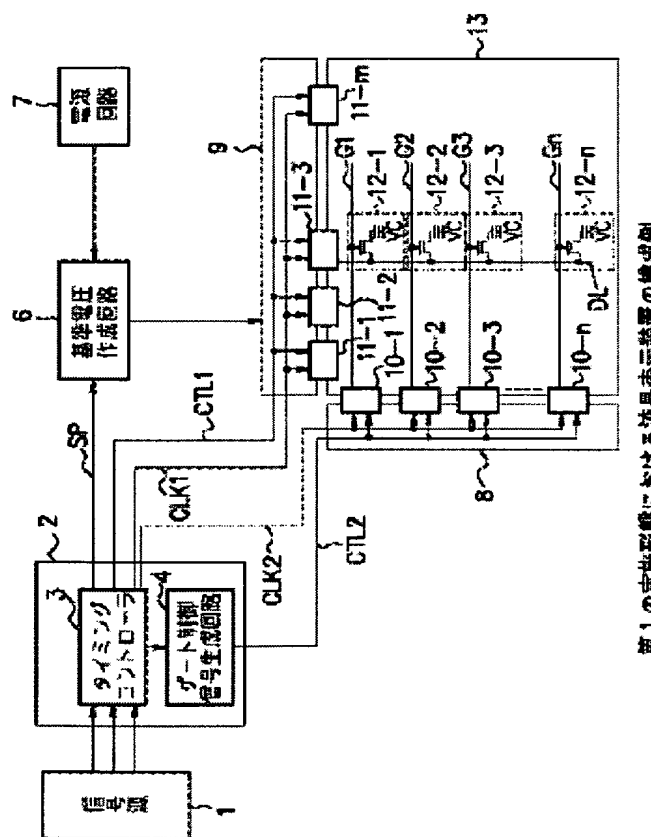 信号源
1
2
3
タイミング
コントローラ
4
ゲート制御
信号生成回路
SP
CTL1
CLK1
CLK2
CTL2
6
基準電圧
作成回路
7
電源
回路
9
11-1
11-2
11-3
11-m
8
10-1
10-2
10-3
10-n
13
G1
12-1
VC
G2
12-2
VC
G3
12-3
VC
Gn
12-n
VC
DL
第1の実施形態における液晶表示装置の構成例